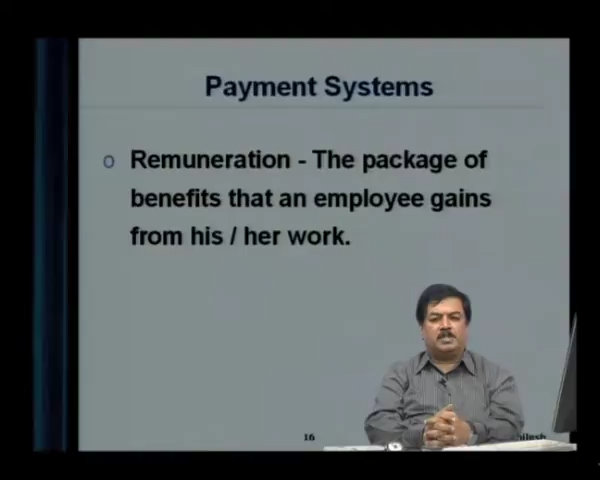 Payment Systems
o Remuneration - The package of
benefits that an employee gains
from his / her work.
16